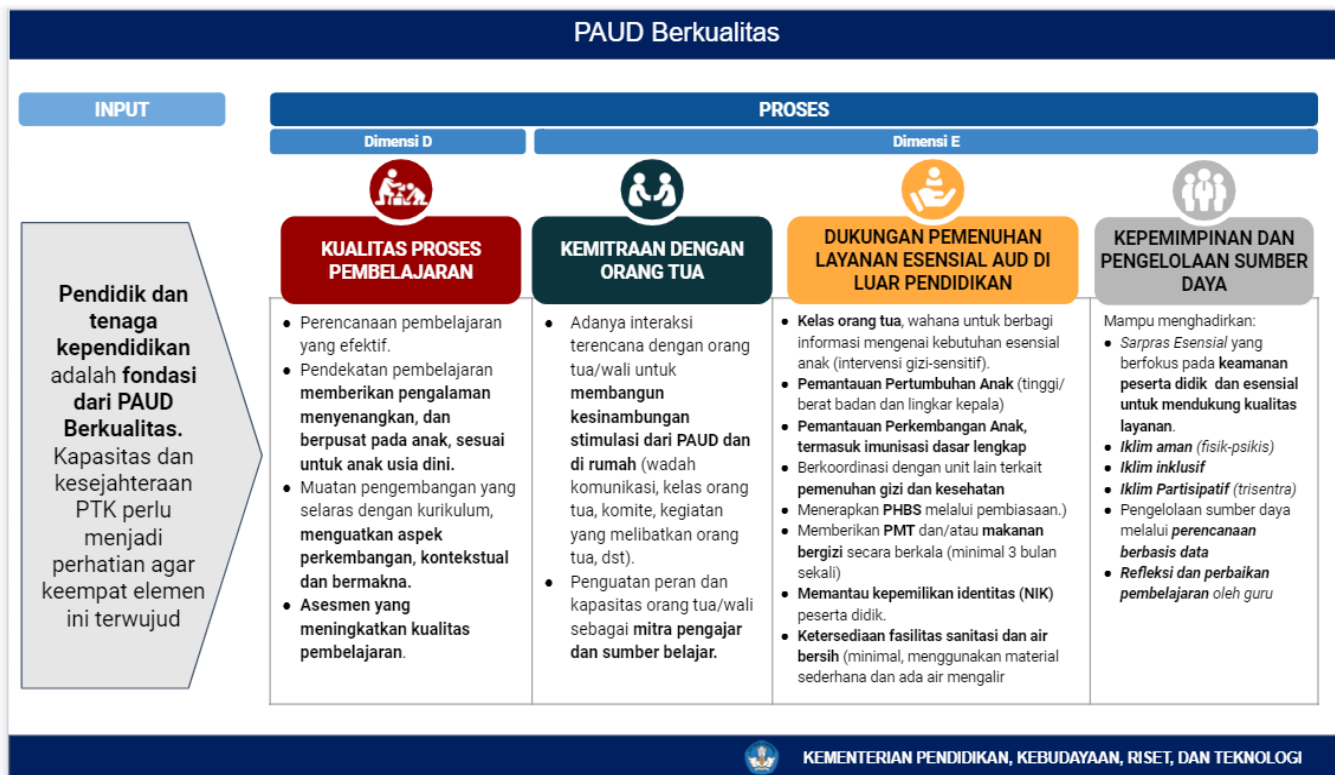 PAUD Berkualitas
INPUT
PROSES
Dimensi D
Dimensi E
Pendidik dan
tenaga
kependidikan
adalah fondasi
dari PAUD
Berkualitas.
Kapasitas dan
kesejahteraan
PTK perlu
menjadi
perhatian agar
keempat elemen
ini terwujud
KUALITAS PROSES
PEMBELAJARAN
● Perencanaan pembelajaran
yang efektif.
● Pendekatan pembelajaran
memberikan pengalaman
menyenangkan, dan
berpusat pada anak, sesuai
untuk anak usia dini.
● Muatan pengembangan yang
selaras dengan kurikulum,
menguatkan aspek
perkembangan, kontekstual
dan bermakna.
● Asesmen yang
meningkatkan kualitas
pembelajaran.
KEMITRAAN DENGAN
ORANG TUA
● Adanya interaksi
terencana dengan orang
tua/wali untuk
membangun
kesinambungan
stimulasi dari PAUD dan
di rumah (wadah
komunikasi, kelas orang
tua, komite, kegiatan
yang melibatkan orang
tua, dst).
● Penguatan peran dan
kapasitas orang tua/wali
sebagai mitra pengajar
dan sumber belajar.
DUKUNGAN PEMENUHAN
LAYANAN ESENSIAL AUD DI
LUAR PENDIDIKAN
● Kelas orang tua, wahana untuk berbagi
informasi mengenai kebutuhan esensial
anak (intervensi gizi-sensitif).
● Pemantauan Pertumbuhan Anak (tinggi/
berat badan dan lingkar kepala)
● Pemantauan Perkembangan Anak,
termasuk imunisasi dasar lengkap
● Berkoordinasi dengan unit lain terkait
pemenuhan gizi dan kesehatan
● Menerapkan PHBS melalui pembiasaan.)
● Memberikan PMT dan/atau makanan
bergizi secara berkala (minimal 3 bulan
sekali)
● Memantau kepemilikan identitas (NIK)
peserta didik.
● Ketersediaan fasilitas sanitasi dan air
bersih (minimal, menggunakan material
sederhana dan ada air mengalir
KEPEMIMPINAN DAN
PENGELOLAAN SUMBER
DAYA
Mampu menghadirkan:
● Sarpras Esensial yang
berfokus pada keamanan
peserta didik dan esensial
untuk mendukung kualitas
layanan.
● Iklim aman (fisik-psikis)
● Iklim inklusif
● Iklim Partisipatif (trisentra)
● Pengelolaan sumber daya
melalui perencanaan
berbasis data
● Refleksi dan perbaikan
pembelajaran oleh guru
KEMENTERIAN PENDIDIKAN, KEBUDAYAAN, RISET, DAN TEKNOLOGI